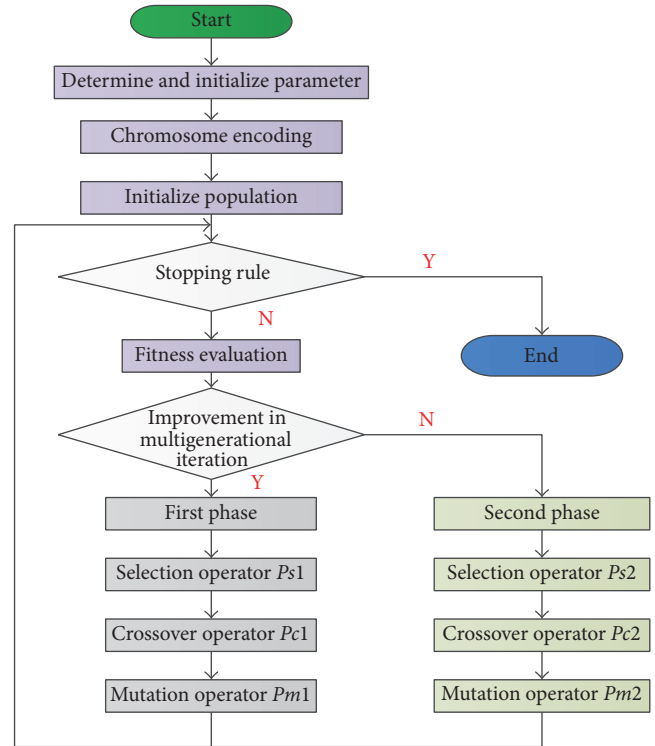 Start
Determine and initialize parameter
Chromosome encoding
Initialize population
Stopping rule
Y
N
Fitness evaluation
End
Improvement in
multigenerational
iteration
N
Y
First phase
Second phase
Selection operator Ps1
Selection operator Ps2
Crossover operator Pc1
Crossover operator Pc2
Mutation operator Pm1
Mutation operator Pm2